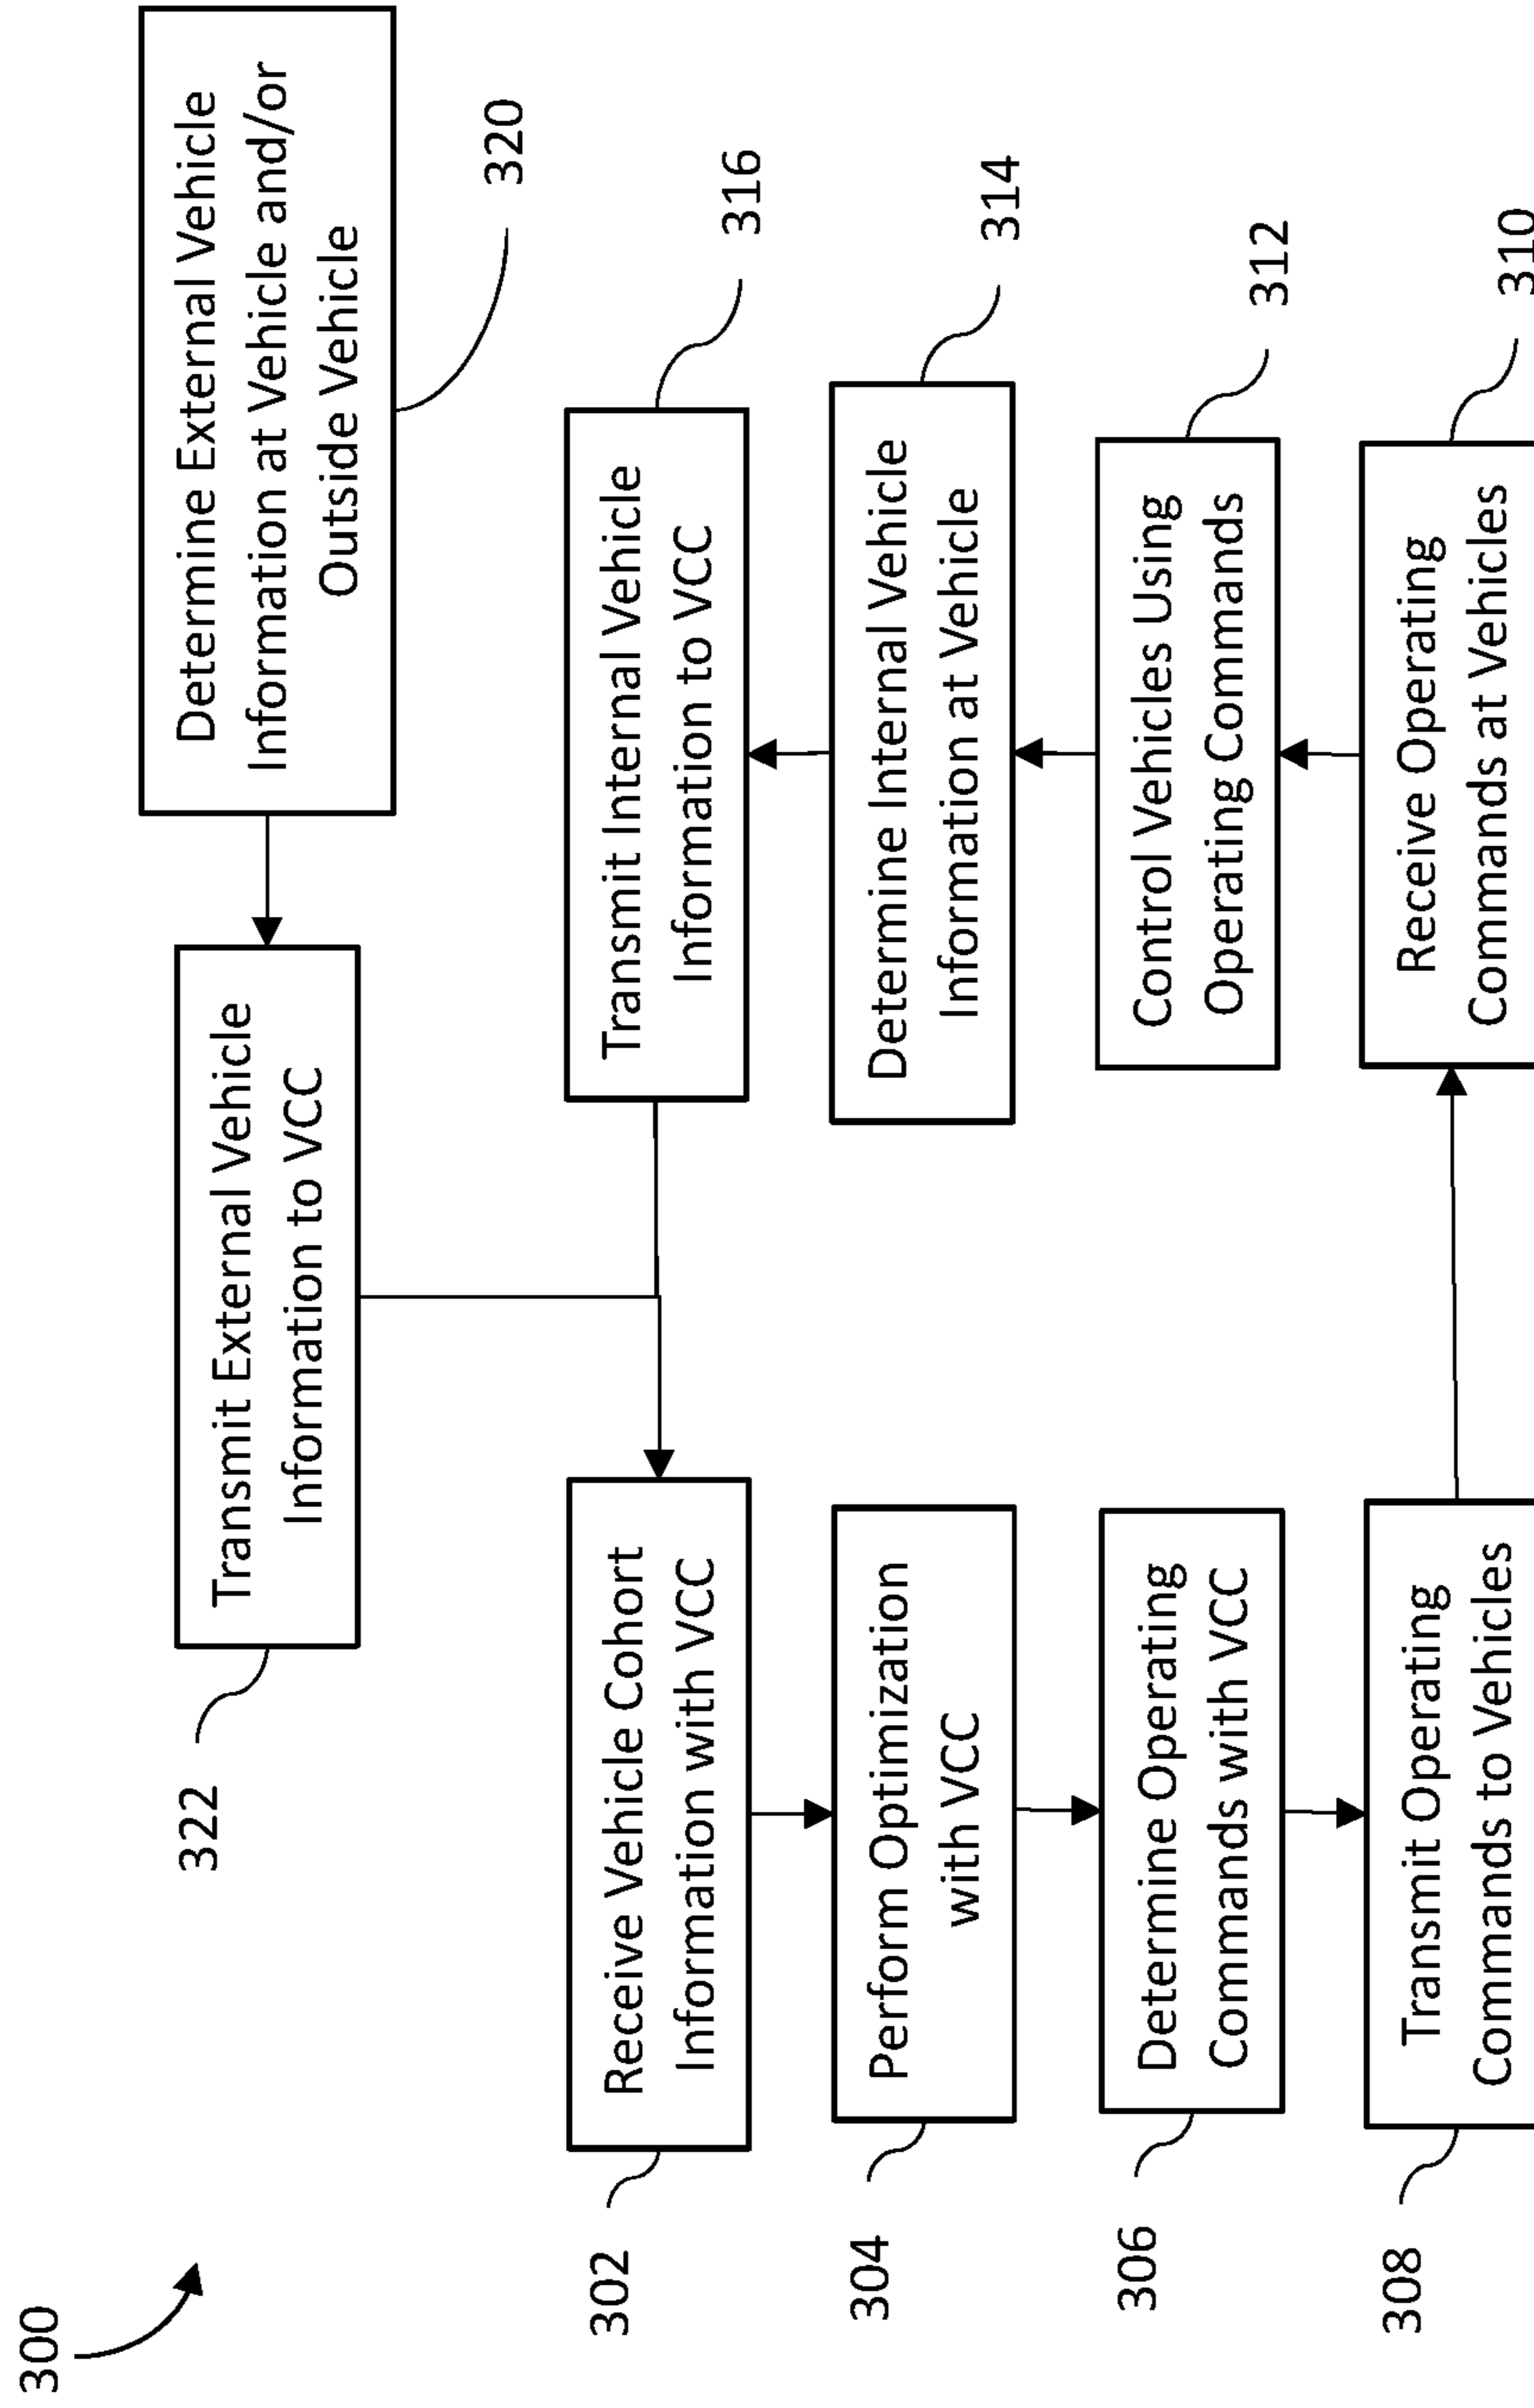 300
Determine External Vehicle
Information at Vehicle and/or
Outside Vehicle
320
Transmit External Vehicle
Information to VCC
322
Receive Vehicle Cohort
Information with VCC
302
Perform Optimization
with VCC
304
Determine Operating
Commands with VCC
306
Transmit Operating
Commands to Vehicles
308
Receive Operating
Commands at Vehicles
310
Control Vehicles Using
Operating Commands
312
Determine Internal Vehicle
Information at Vehicle
314
Transmit Internal Vehicle
Information to VCC
316